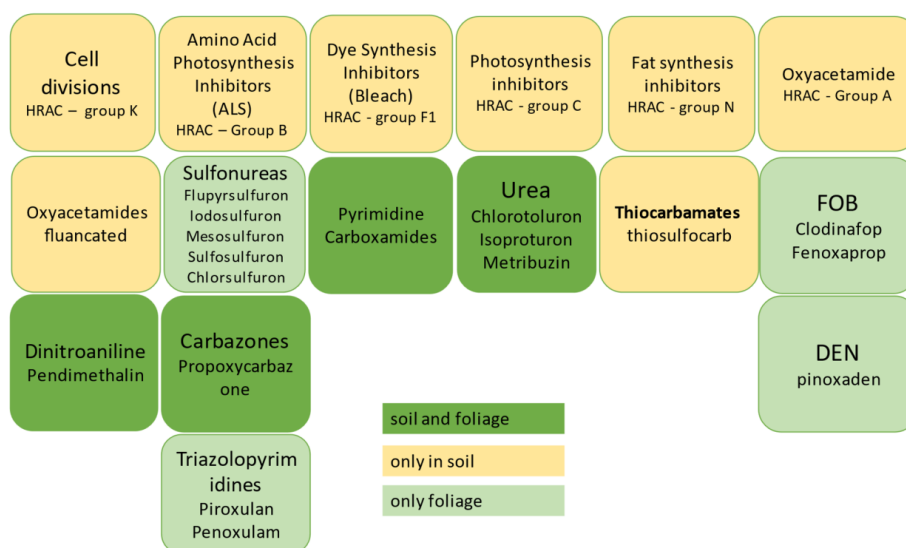 Cell
divisions
HRAC – group K
Amino Acid
Photosynthesis
Inhibitors
(ALS)
HRAC – Group B
Dye Synthesis
Inhibitors
(Bleach)
HRAC - group F1
Photosynthesis
inhibitors
HRAC - group C
Fat synthesis
inhibitors
HRAC - group N
Oxyacetamide
HRAC - Group A
Oxyacetamides
fluancated
Sulfonureas
Flupyrsulfuron
Iodosulfuron
Mesosulfuron
Sulfosulfuron
Chlorsulfuron
Pyrimidine
Carboxamides
Urea
Chlorotoluron
Isoproturon
Metribuzin
Thiocarbamates
thiosulfocarb
FOB
Clodinafop
Fenoxaprop
Dinitroaniline
Pendimethalin
Carbazones
Propoxycarbaz
one
DEN
pinoxaden
Triazolopyrim
idines
Piroxulan
Penoxulam
soil and foliage
only in soil
only foliage